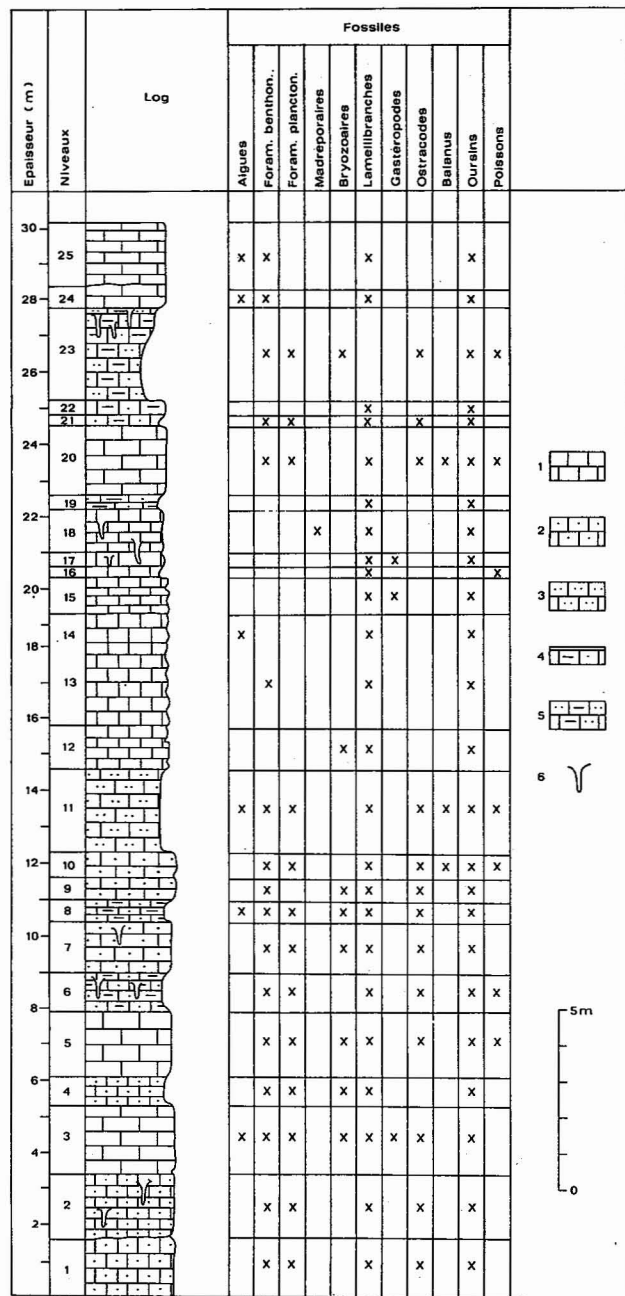 Fossiles
Epaisseur (m)
Niveaux
Log
Aigues
Foram. benthon..
Foram. plancton.
Madréporaires
Bryozoaires
Lamellibranches
Gastéropodes
Ostracodes
Balanus
Oursins
Poissons
30
25 x x x x
28 24 x x x x
23 x x x x x x
26
22 x x
21 x x x x x
24
20 x x x x x x x
19 x x
22
18 x x x
17 x x x
16 x x
20
15 x x x
14 x x x
18
13 x x x
16
12 x x x
14
11 x x x x x x x x
12 10 x x x x x x x
9 x x x x x
8 x x x x x x x
10
7 x x x x x x
6 x x x x x x
8
5 x x x x x x x
6
4 x x x x x
3 x x x x x x x x
4
2 x x x x x
2
1 x x x x x
1
2
3
4
5
6
5m
0